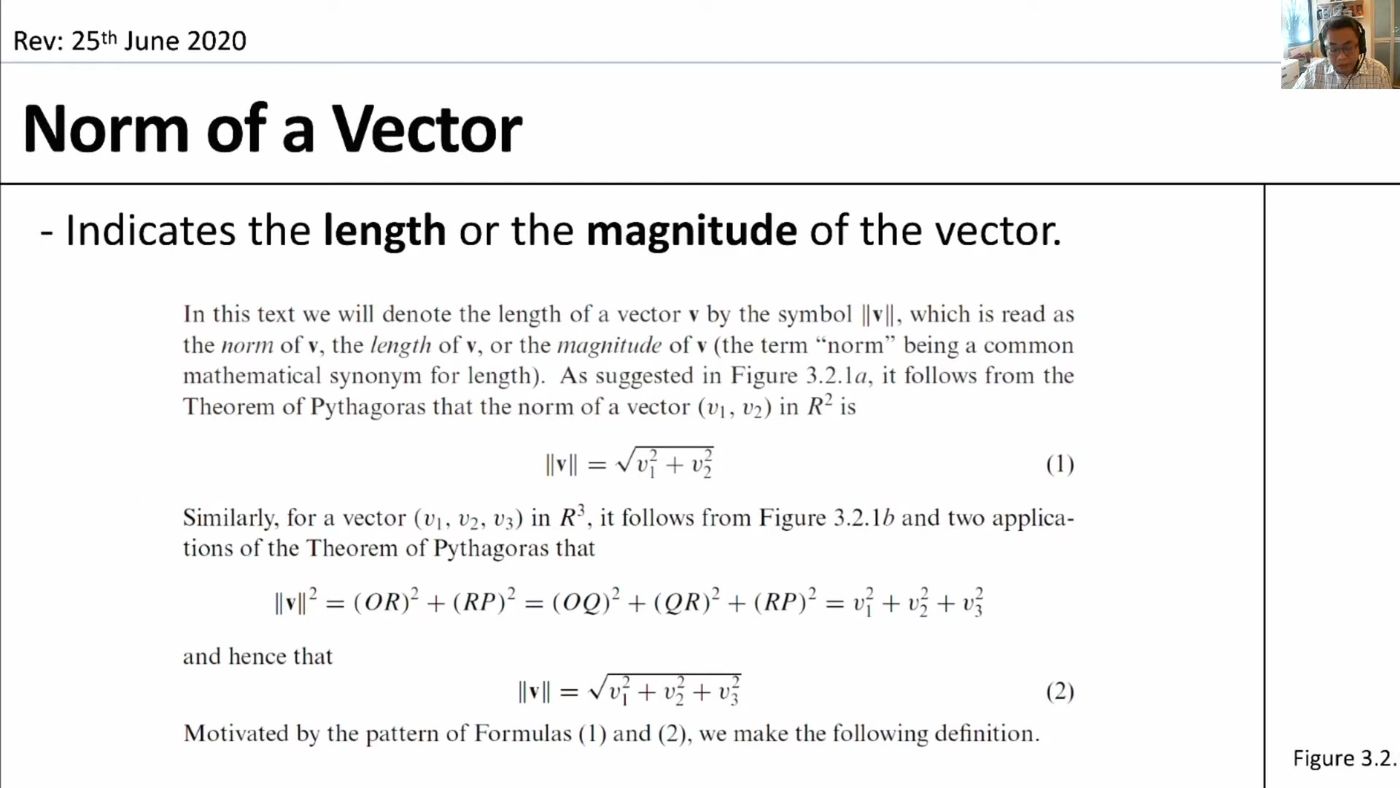 Rev: 25th June 2020
Norm of a Vector
- Indicates the length or the magnitude of the vector.
In this text we will denote the length of a vector v by the symbol ‖v‖, which is read as
the norm of v, the length of v, or the magnitude of v (the term “norm” being a common
mathematical synonym for length). As suggested in Figure 3.2.1a, it follows from the
Theorem of Pythagoras that the norm of a vector (v₁, v₂) in R² is
‖v‖ = √(v₁² + v₂²) (1)
Similarly, for a vector (v₁, v₂, v₃) in R³, it follows from Figure 3.2.1b and two applica-
tions of the Theorem of Pythagoras that
‖v‖² = (OR)² + (RP)² = (OQ)² + (QR)² + (RP)² = v₁² + v₂² + v₃²
and hence that
‖v‖ = √(v₁² + v₂² + v₃²) (2)
Motivated by the pattern of Formulas (1) and (2), we make the following definition.
Figure 3.2.